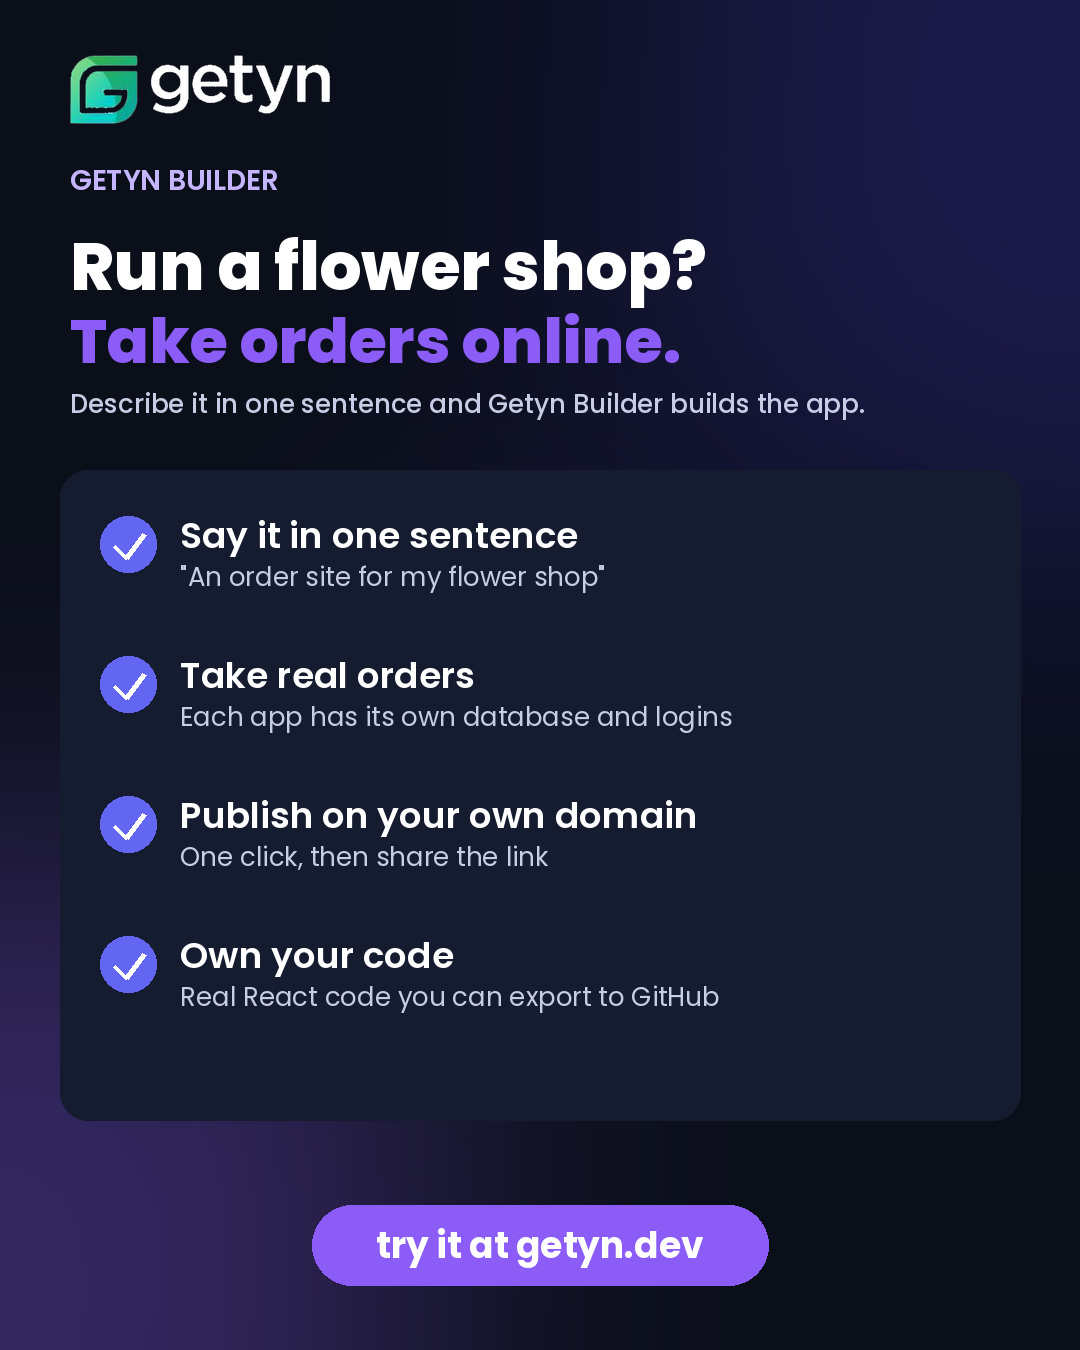 getyn
GETYN BUILDER
Run a flower shop?
Take orders online.
Describe it in one sentence and Getyn Builder builds the app.
Say it in one sentence
"An order site for my flower shop"
Take real orders
Each app has its own database and logins
Publish on your own domain
One click, then share the link
Own your code
Real React code you can export to GitHub
try it at getyn.dev